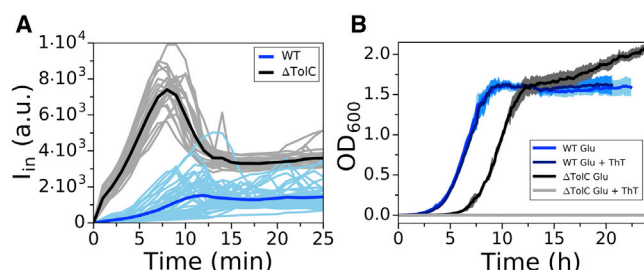 A
1·10⁴
8·10³
6·10³
4·10³
2·10³
0
I_in (a.u.)
0 5 10 15 20 25
Time (min)
WT
ΔTolC
B
2.0
1.5
1.0
0.5
0.0
OD₆₀₀
0 5 10 15 20
Time (h)
WT Glu
WT Glu + ThT
ΔTolC Glu
ΔTolC Glu + ThT